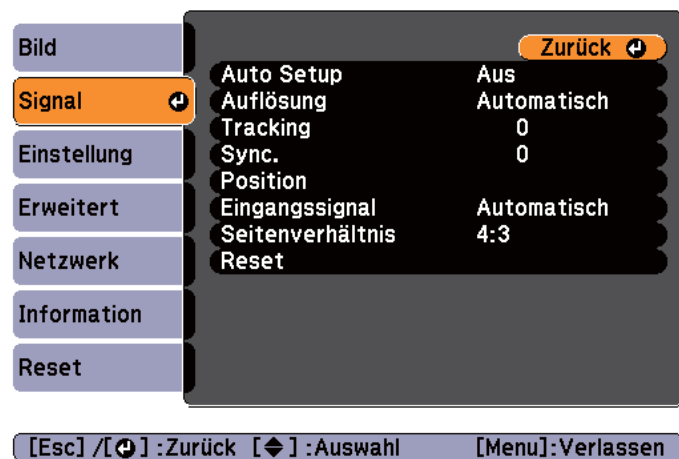 Bild
Signal
Einstellung
Erweitert
Netzwerk
Information
Reset
Zurück
Auto Setup Aus
Auflösung Automatisch
Tracking 0
Sync. 0
Position
Eingangssignal Automatisch
Seitenverhältnis 4:3
Reset
[Esc] /[ ] :Zurück [ ] :Auswahl [Menu]:Verlassen